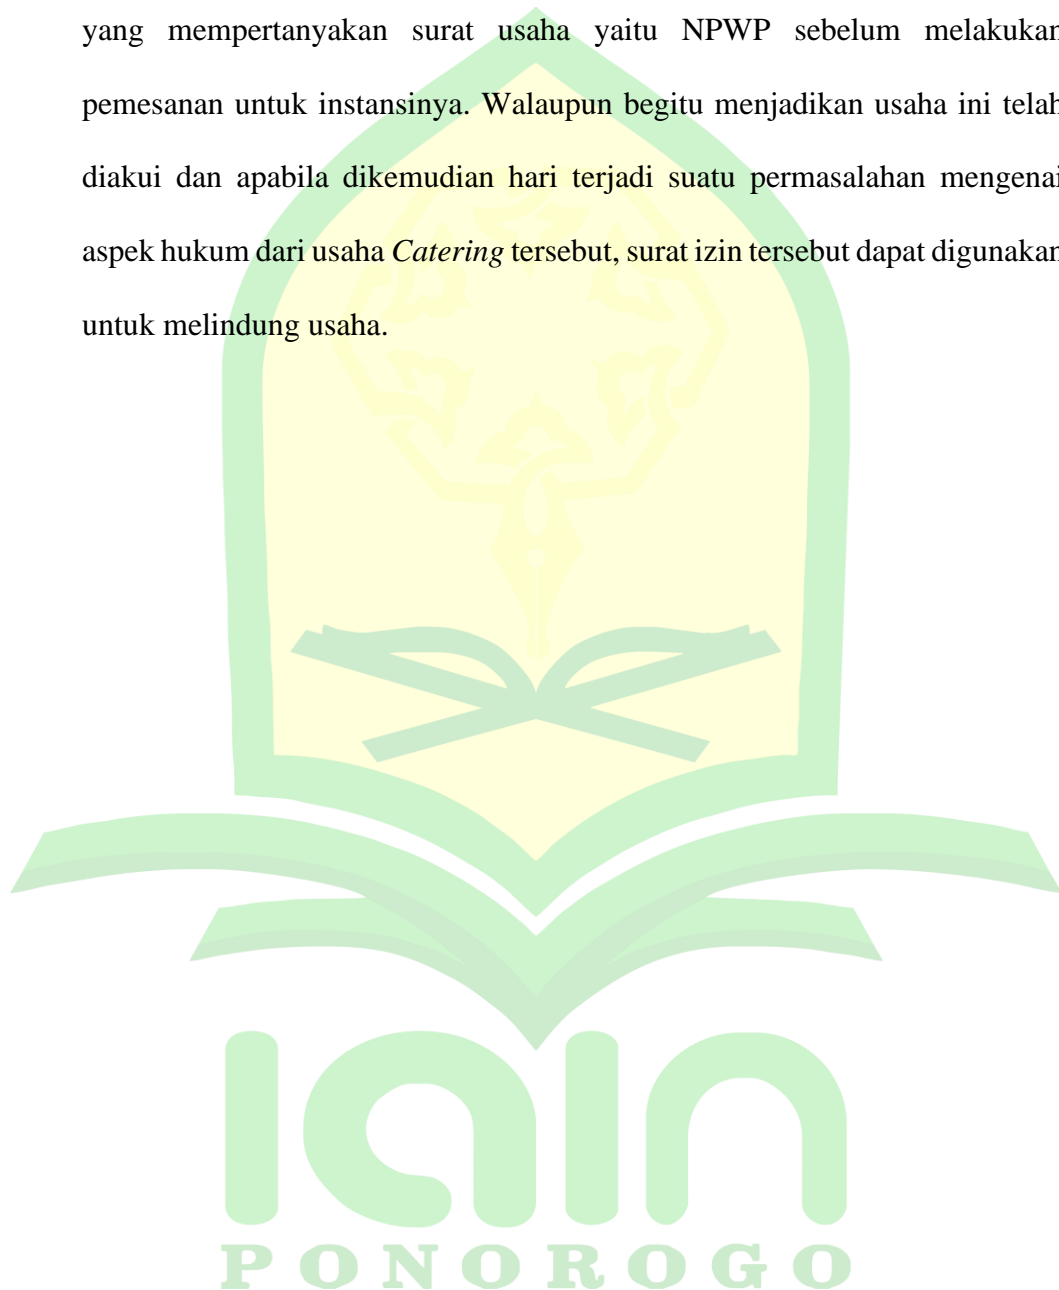 yang mempertanyakan surat usaha yaitu NPWP sebelum melakukan
pemesanan untuk instansinya. Walaupun begitu menjadikan usaha ini telah
diakui dan apabila dikemudian hari terjadi suatu permasalahan mengenai
aspek hukum dari usaha Catering tersebut, surat izin tersebut dapat digunakan
untuk melindung usaha.
iain
PONOROGO